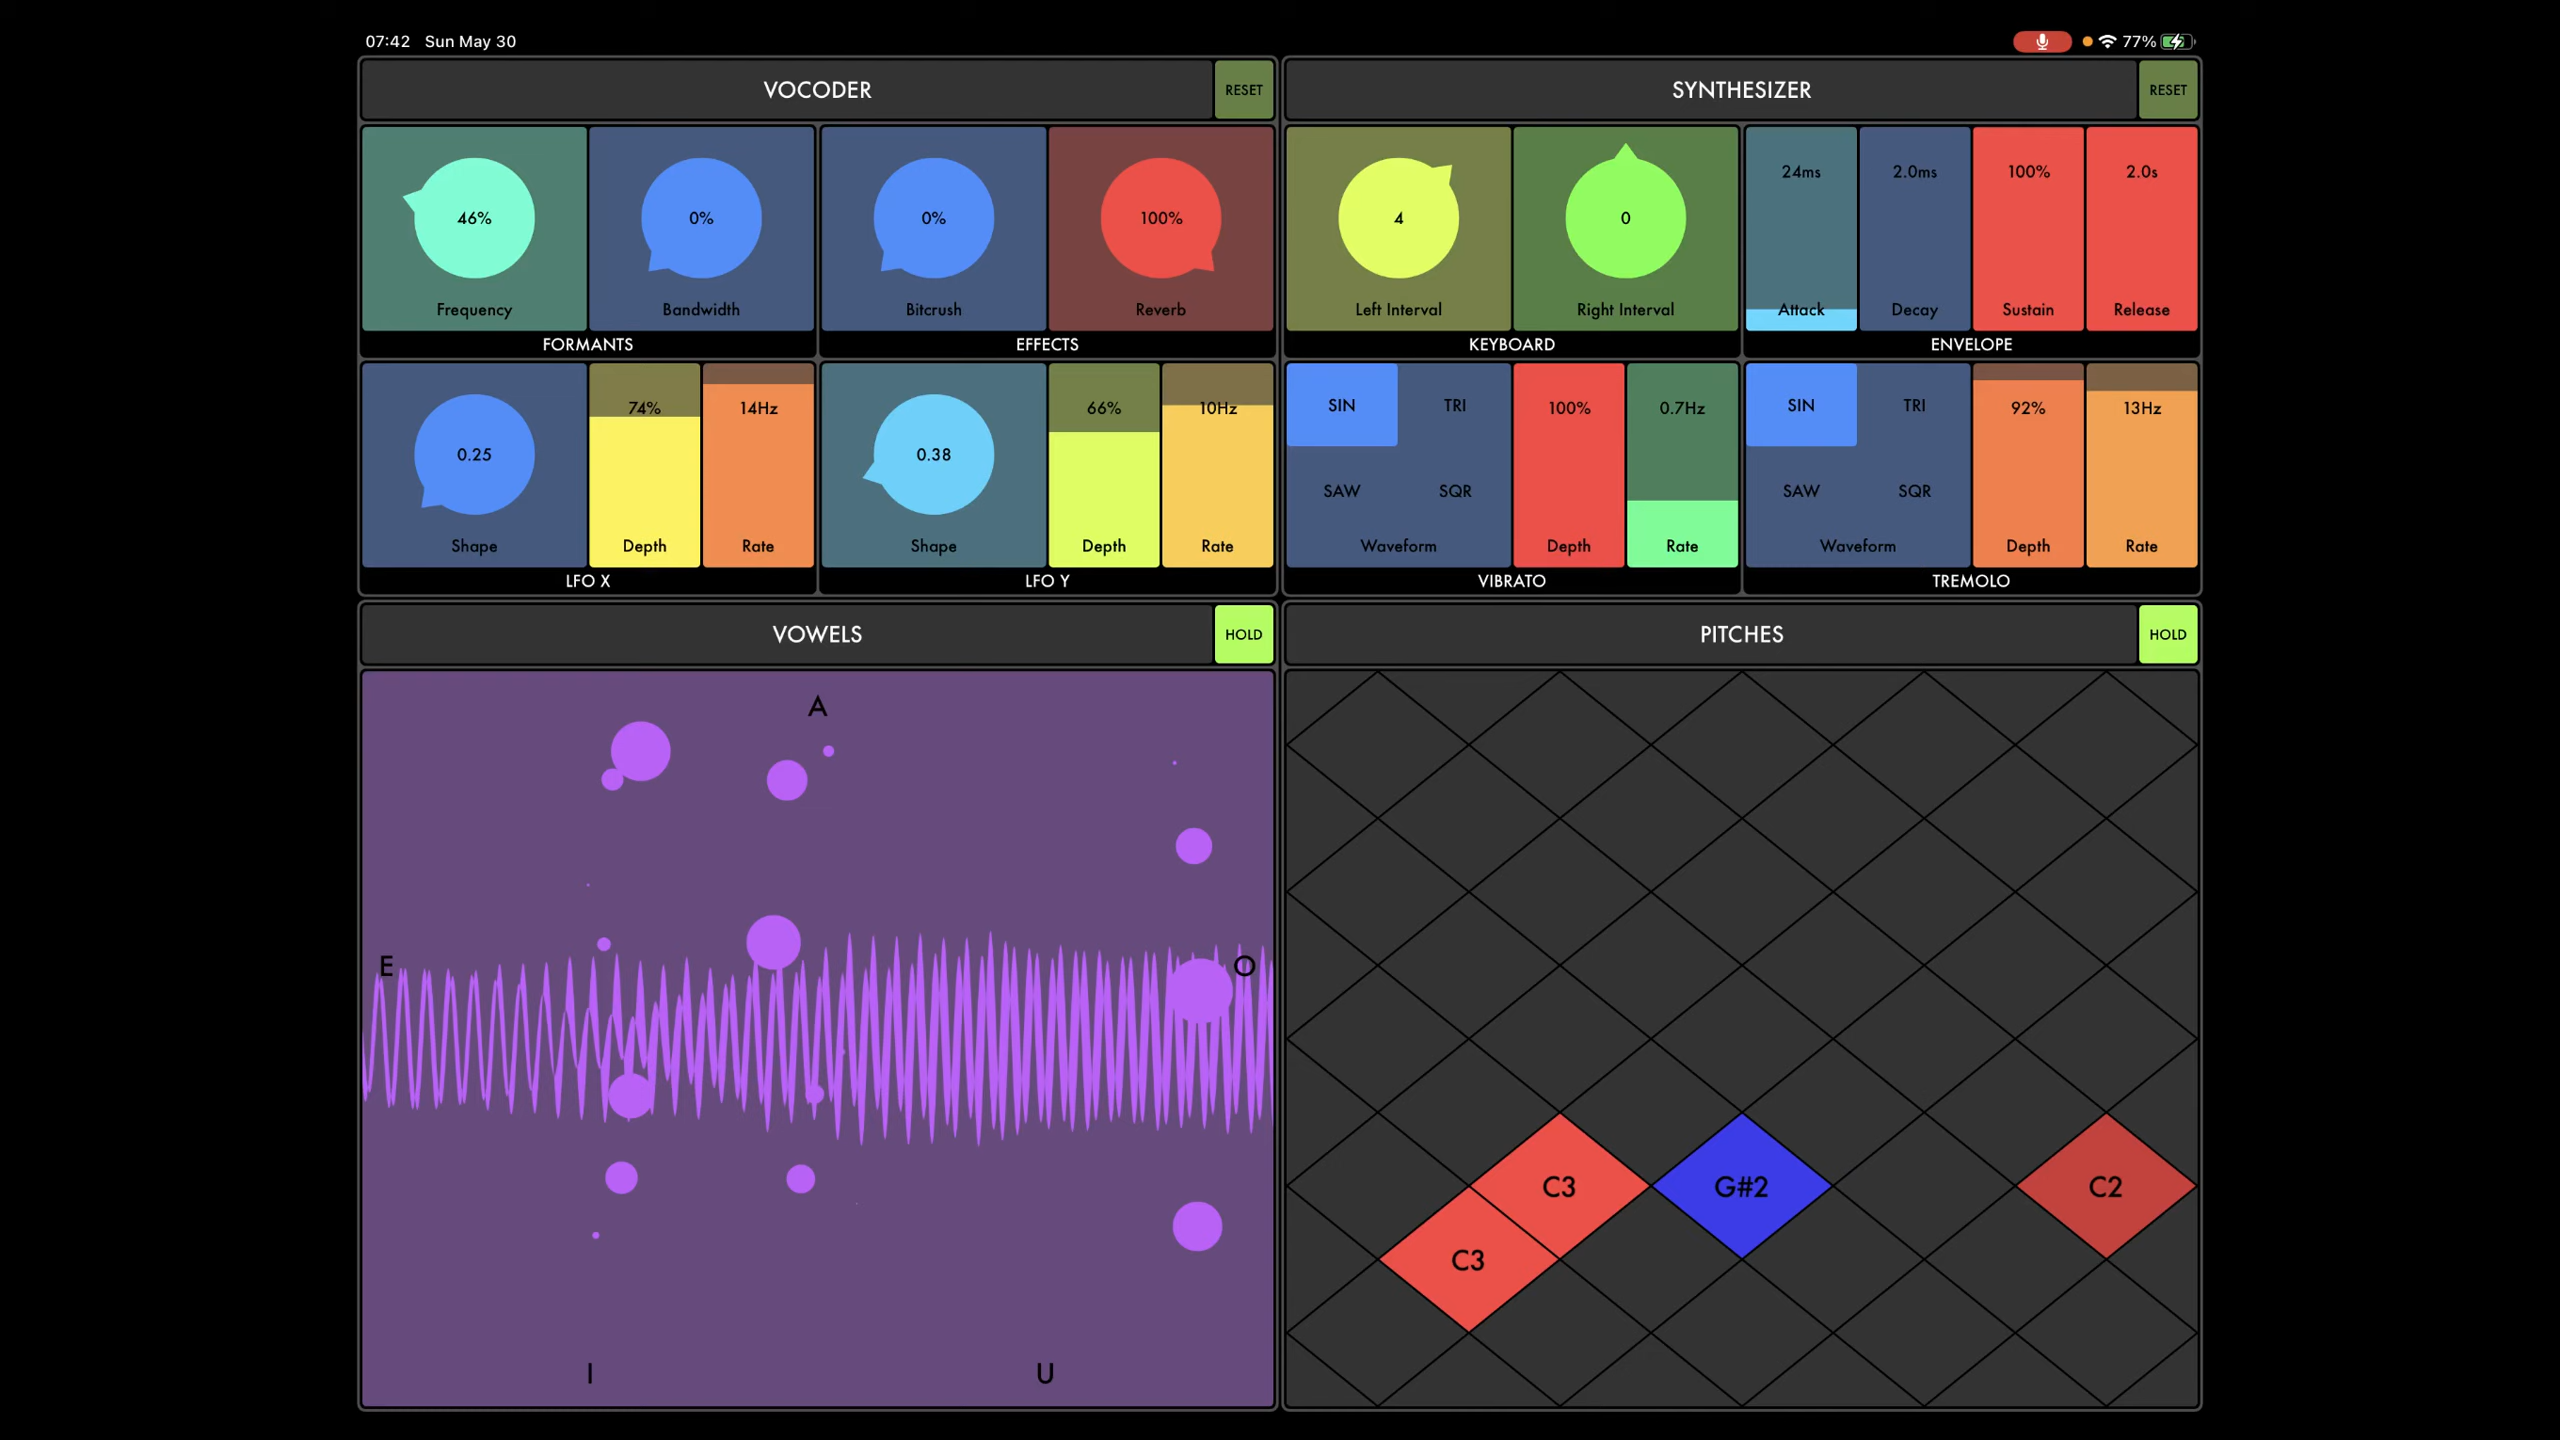 07:42 Sun May 30
77%
VOCODER
RESET
46%
Frequency
0%
Bandwidth
FORMANTS
0%
Bitcrush
100%
Reverb
EFFECTS
0.25
Shape
74%
Depth
14Hz
Rate
LFO X
0.38
Shape
66%
Depth
10Hz
Rate
LFO Y
SYNTHESIZER
RESET
4
Left Interval
0
Right Interval
KEYBOARD
24ms
Attack
2.0ms
Decay
100%
Sustain
2.0s
Release
ENVELOPE
SIN TRI
SAW SQR
Waveform
100%
Depth
0.7Hz
Rate
VIBRATO
SIN TRI
SAW SQR
Waveform
92%
Depth
13Hz
Rate
TREMOLO
VOWELS
HOLD
A
E
O
I
U
PITCHES
HOLD
C3
G#2
C2
C3